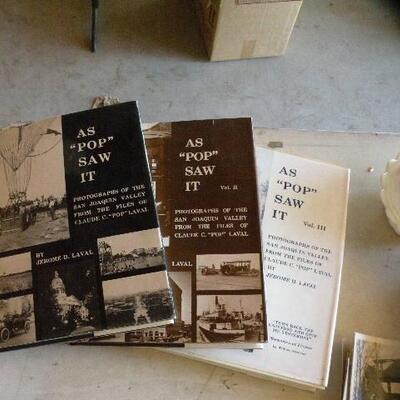 AS
"POP"
SAW
IT
PHOTOGRAPHS OF THE
SAN JOAQUIN VALLEY
FROM THE FILES OF
CLAUDE C. "POP" LAVAL
BY
JEROME D. LAVAL
AS
"POP"
SAW
IT
Vol. II
PHOTOGRAPHS OF THE
SAN JOAQUIN VALLEY
FROM THE FILES OF
CLAUDE C. "POP" LAVAL
LAVAL
AS
"POP"
SAW
IT
Vol. III
PHOTOGRAPHS OF THE
SAN JOAQUIN VALLEY
FROM THE FILES OF
CLAUDE C. "POP" LAVAL
BY
JEROME D. LAVAL